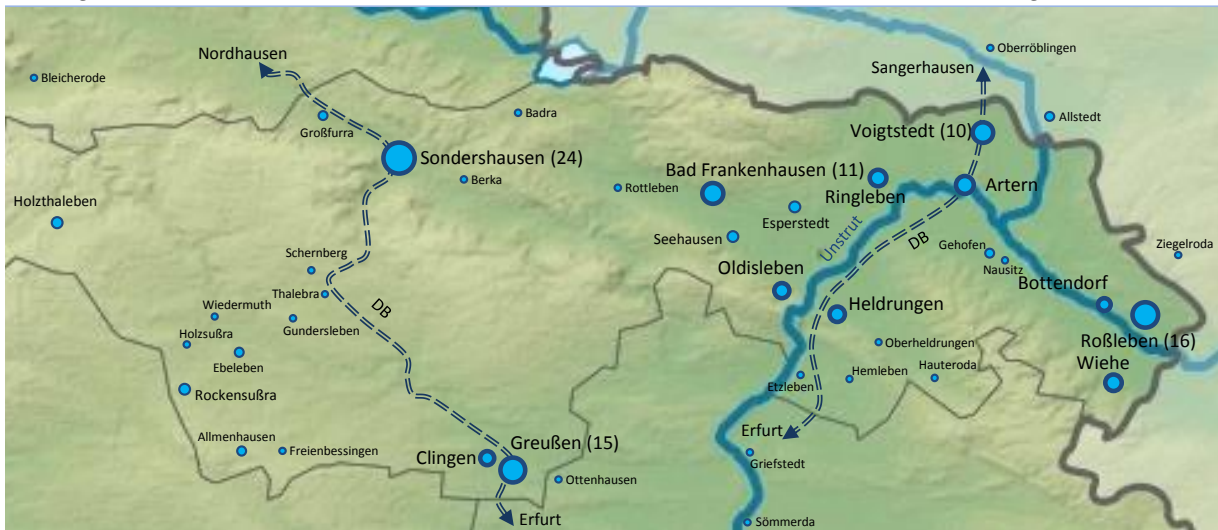 Nordhausen
Oberröblingen
Bleicherode
Sangerhausen
Badra
Allstedt
Großfurra
Voigtstedt (10)
Sondershausen (24)
Bad Frankenhausen (11)
Berka
Rottleben
Artern
Ringleben
Holzthaleben
Esperstedt
Seehausen
Unstrut
DB
Gehofen
Ziegelroda
Schernberg
Nausitz
Oldisleben
Bottendorf
Thalebra
Wiedermuth
DB
Heldrungen
Gundersleben
Holzsußra
Oberheldrungen
Roßleben (16)
Ebeleben
Wiehe
Etzleben
Hemleben
Hauteroda
Rockensußra
Erfurt
Allmenhausen
Greußen (15)
Freienbessingen
Clingen
Griefstedt
Ottenhausen
Erfurt
Sömmerda